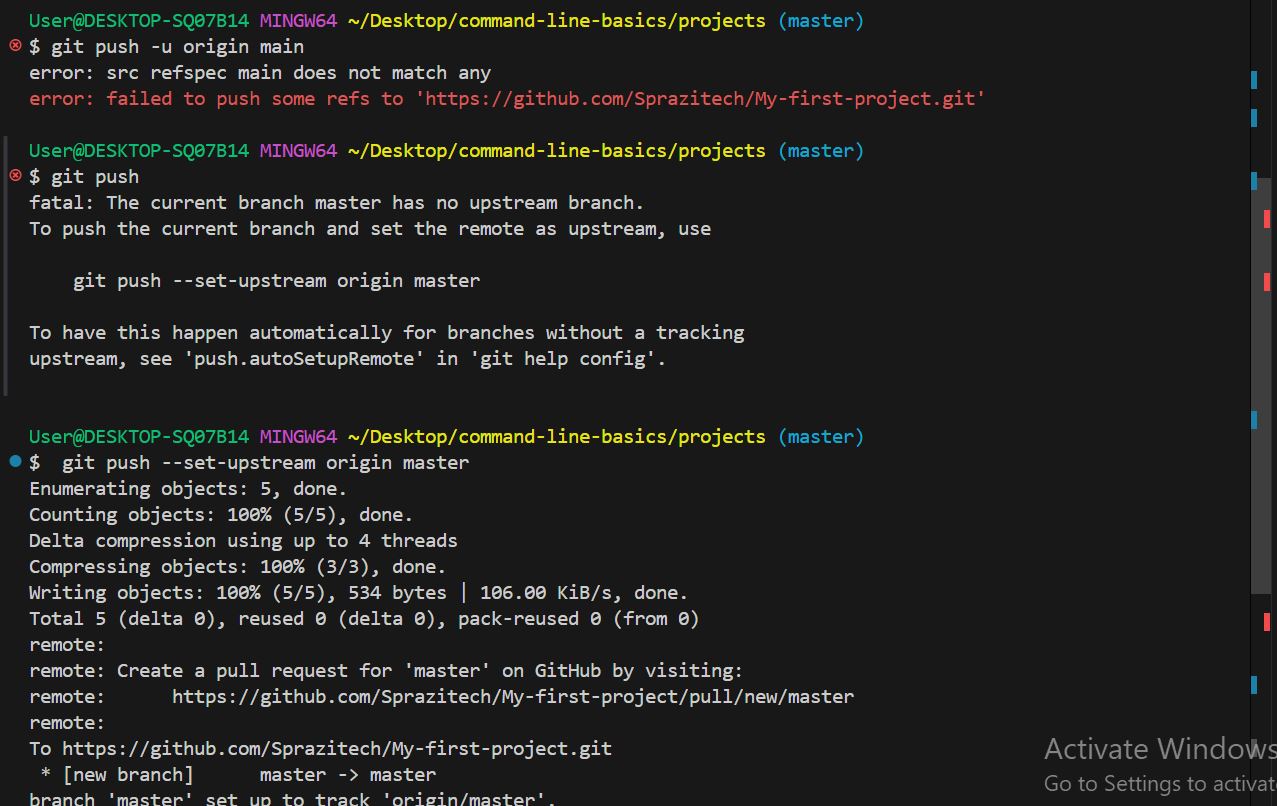 User@DESKTOP-SQ07B14 MINGW64 ~/Desktop/command-line-basics/projects (master)
$ git push -u origin main
error: src refspec main does not match any
error: failed to push some refs to 'https://github.com/Sprazitech/My-first-project.git'
User@DESKTOP-SQ07B14 MINGW64 ~/Desktop/command-line-basics/projects (master)
$ git push
fatal: The current branch master has no upstream branch.
To push the current branch and set the remote as upstream, use
    git push --set-upstream origin master
To have this happen automatically for branches without a tracking
upstream, see 'push.autoSetupRemote' in 'git help config'.
User@DESKTOP-SQ07B14 MINGW64 ~/Desktop/command-line-basics/projects (master)
$  git push --set-upstream origin master
Enumerating objects: 5, done.
Counting objects: 100% (5/5), done.
Delta compression using up to 4 threads
Compressing objects: 100% (3/3), done.
Writing objects: 100% (5/5), 534 bytes | 106.00 KiB/s, done.
Total 5 (delta 0), reused 0 (delta 0), pack-reused 0 (from 0)
remote:
remote: Create a pull request for 'master' on GitHub by visiting:
remote:      https://github.com/Sprazitech/My-first-project/pull/new/master
remote:
To https://github.com/Sprazitech/My-first-project.git
 * [new branch]      master -> master
branch 'master' set up to track 'origin/master'.
Activate Windows
Go to Settings to activat